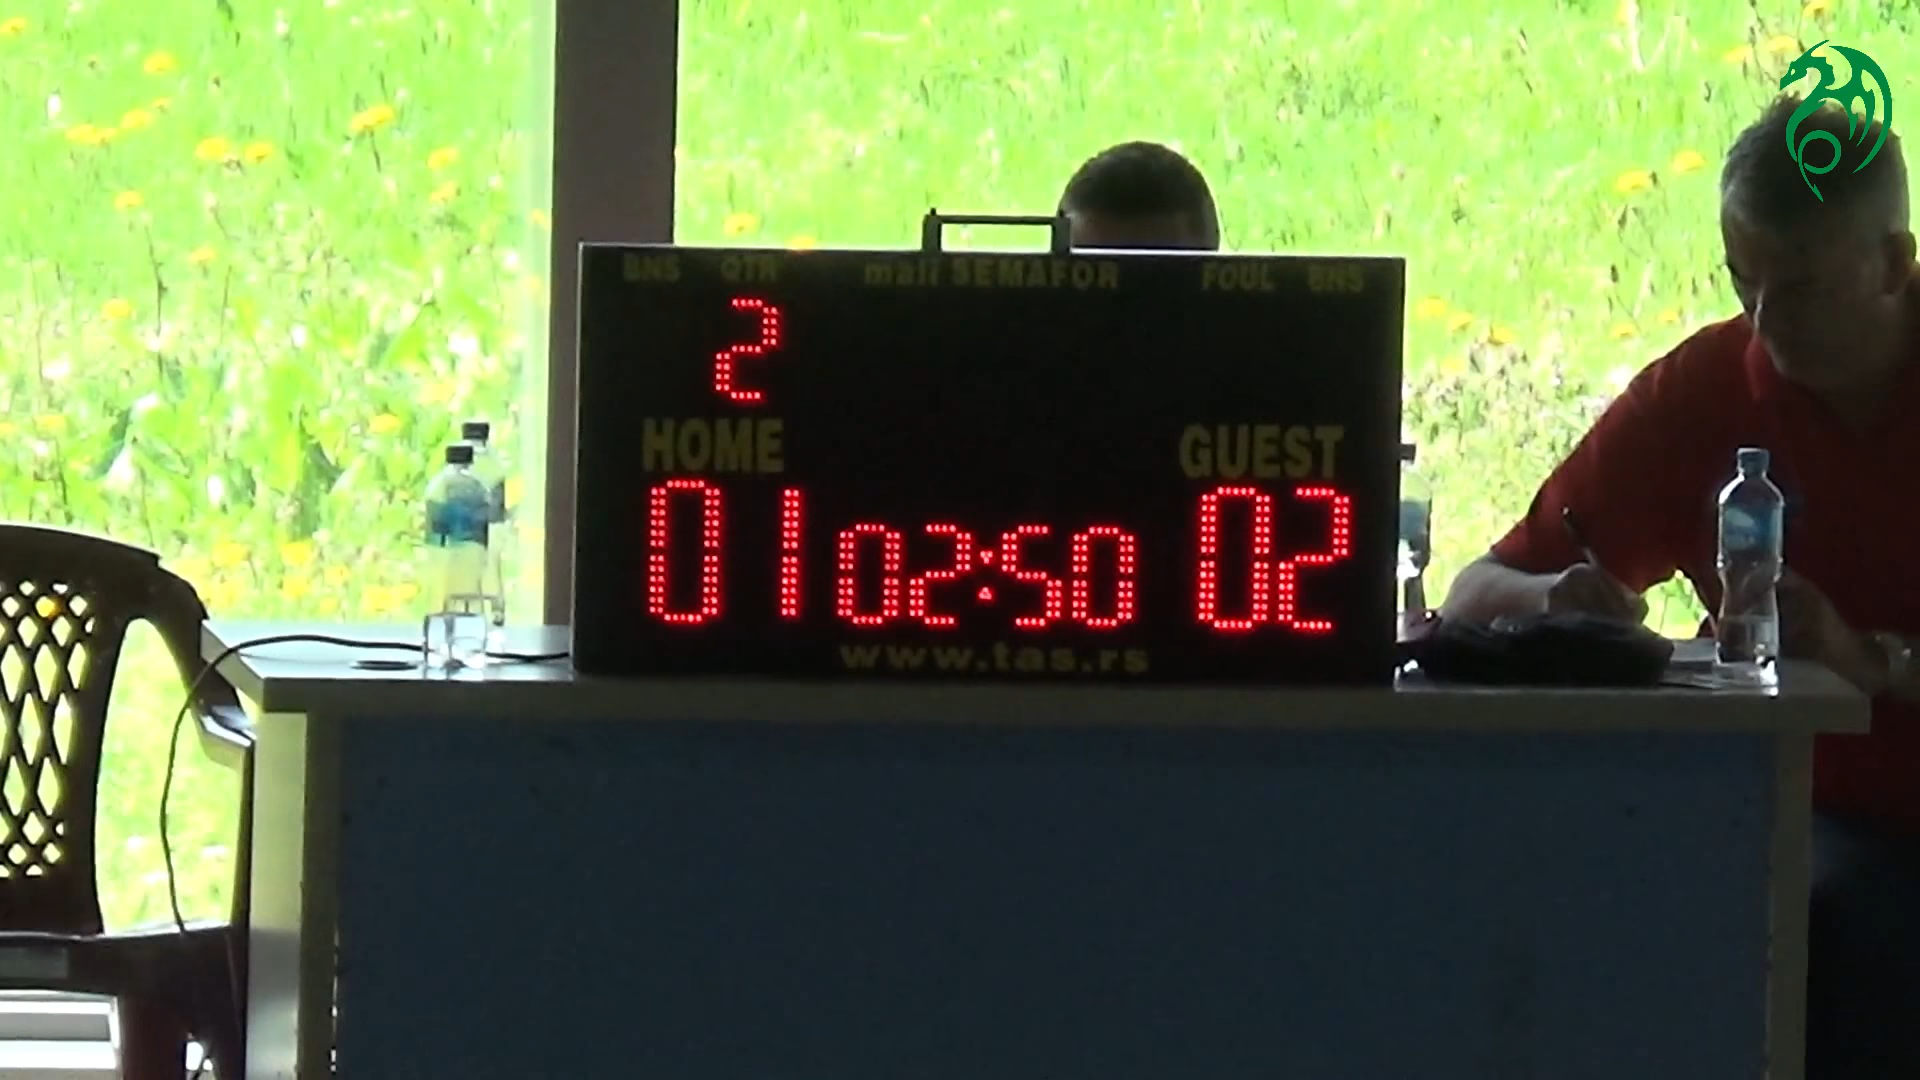 BNS QTR mali SEMAFOR FOUL BNS
2
HOME GUEST
01 02:50 02
www.tas.rs